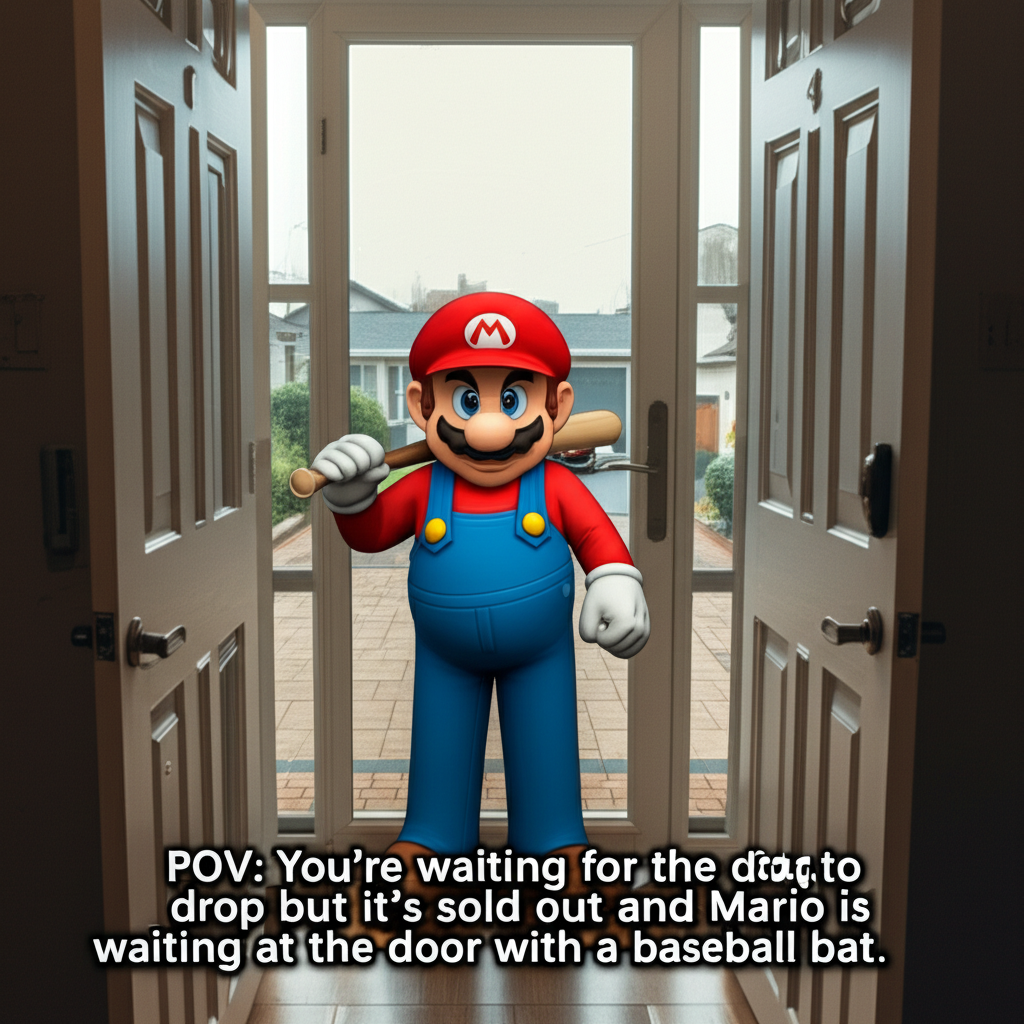 M
4
POV: You're waiting for the to
drop but it's sold out and Mario is
waiting at the door with a baseball bat.